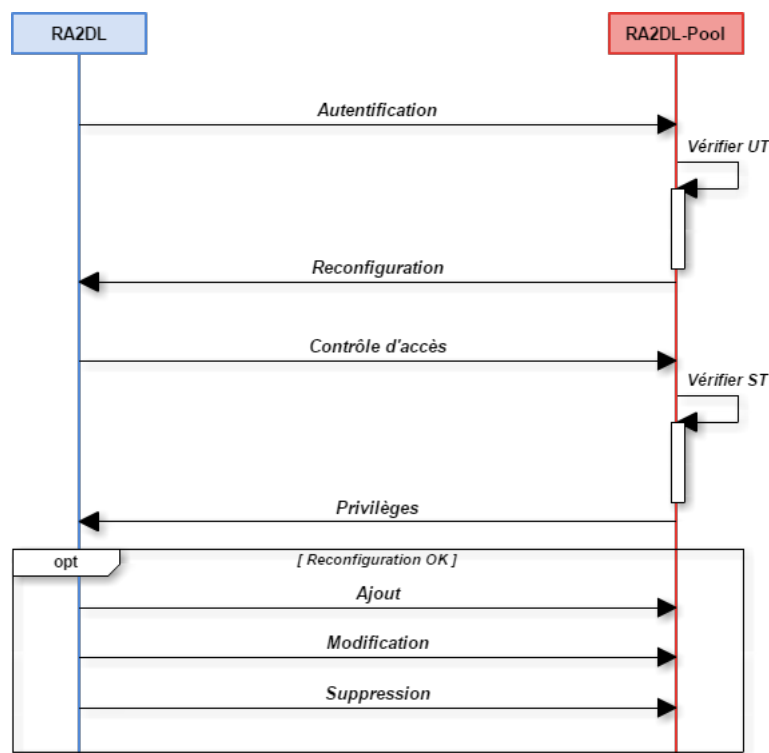 RA2DL
RA2DL-Pool
Autentification
Vérifier UT
Reconfiguration
Contrôle d'accès
Vérifier ST
Privilèges
opt
[ Reconfiguration OK ]
Ajout
Modification
Suppression